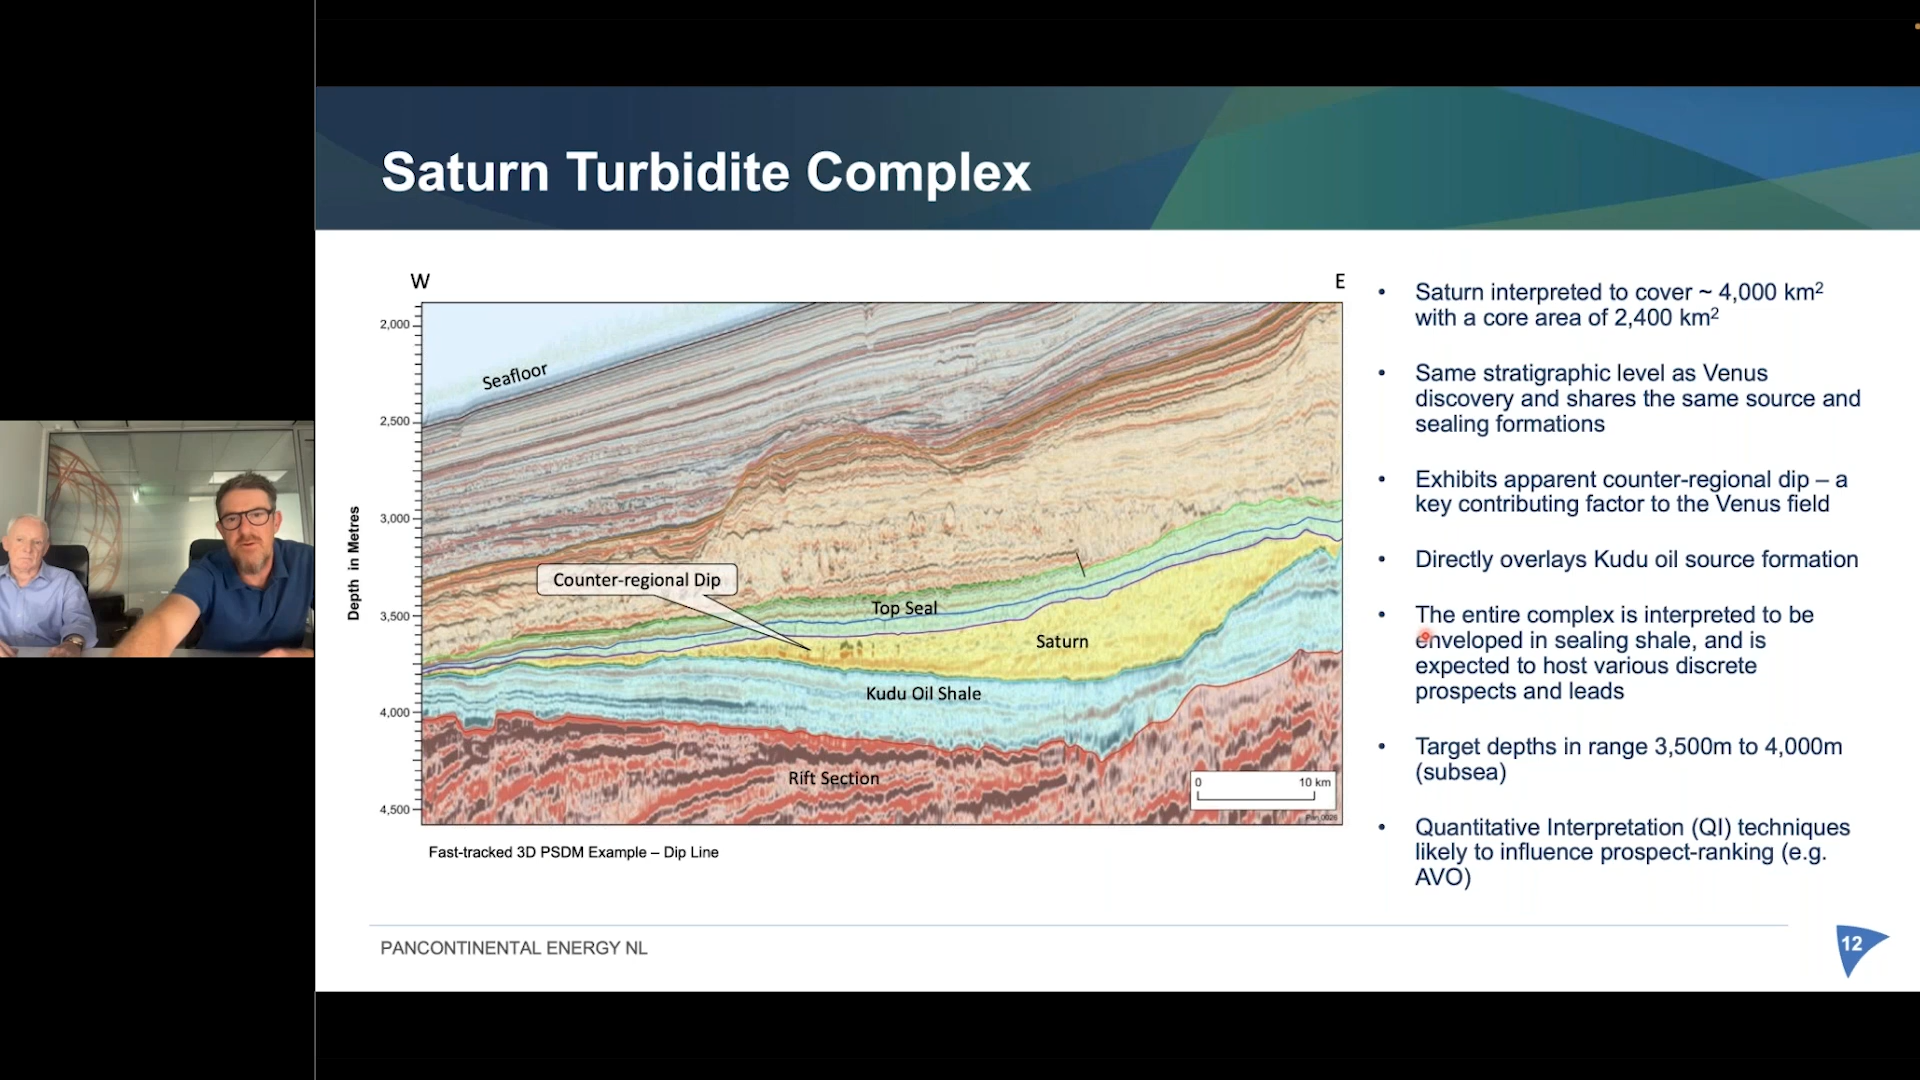 Saturn Turbidite Complex
W
E
2,000
2,500
3,000
3,500
4,000
4,500
Depth in Metres
Seafloor
Counter-regional Dip
Top Seal
Saturn
Kudu Oil Shale
Rift Section
0 10 km
Pan 0026
Fast-tracked 3D PSDM Example – Dip Line
• Saturn interpreted to cover ~ 4,000 km²
with a core area of 2,400 km²
• Same stratigraphic level as Venus
discovery and shares the same source and
sealing formations
• Exhibits apparent counter-regional dip – a
key contributing factor to the Venus field
• Directly overlays Kudu oil source formation
• The entire complex is interpreted to be
enveloped in sealing shale, and is
expected to host various discrete
prospects and leads
• Target depths in range 3,500m to 4,000m
(subsea)
• Quantitative Interpretation (QI) techniques
likely to influence prospect-ranking (e.g.
AVO)
PANCONTINENTAL ENERGY NL
12